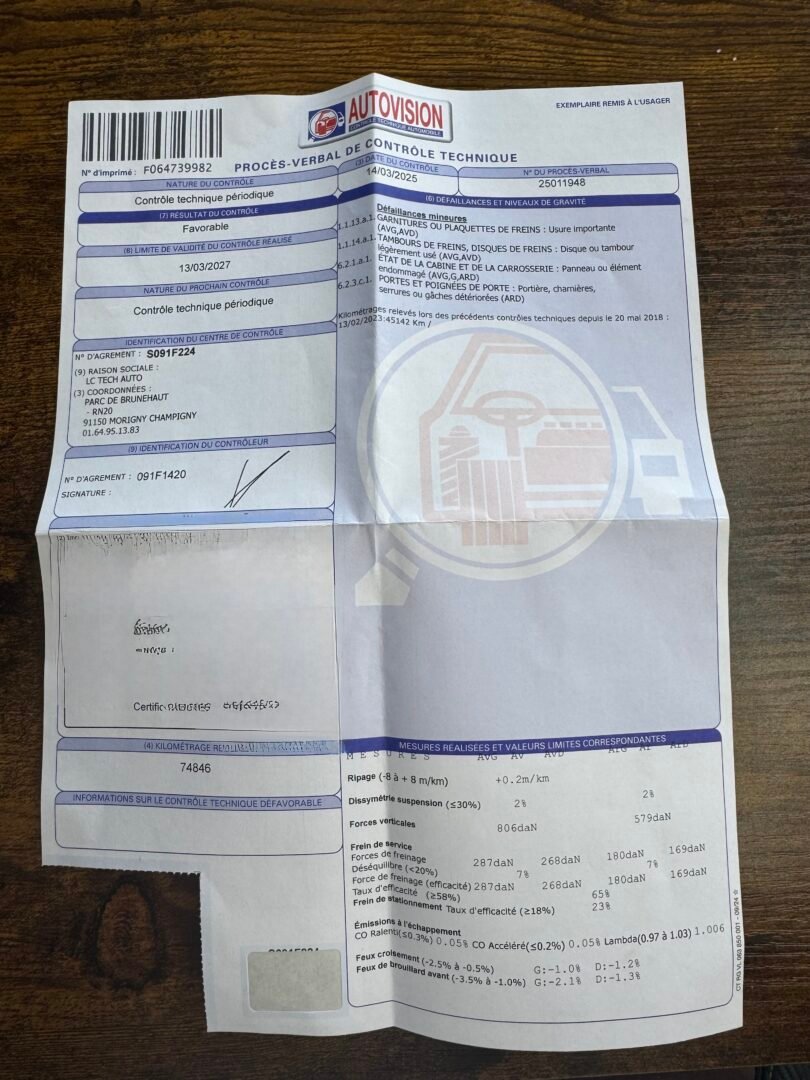 AUTOVISION
CONTRÔLE TECHNIQUE AUTOMOBILE
EXEMPLAIRE REMIS À L'USAGER
N° d'imprimé : F064739982
PROCÈS-VERBAL DE CONTRÔLE TECHNIQUE
NATURE DU CONTRÔLE
Contrôle technique périodique
(3) DATE DU CONTRÔLE
14/03/2025
N° DU PROCÈS-VERBAL
25011948
(7) RÉSULTAT DU CONTRÔLE
Favorable
(8) LIMITE DE VALIDITÉ DU CONTRÔLE RÉALISÉ
13/03/2027
NATURE DU PROCHAIN CONTRÔLE
Contrôle technique périodique
IDENTIFICATION DU CENTRE DE CONTRÔLE
N° D'AGREMENT : S091F224
(9) RAISON SOCIALE :
LC TECH AUTO
(3) COORDONNÉES :
PARC DE BRUNEHAUT
- RN20
91150 MORIGNY CHAMPIGNY
01.64.95.13.83
(9) IDENTIFICATION DU CONTRÔLEUR
N° D'AGREMENT : 091F1420
SIGNATURE :
(6) DÉFAILLANCES ET NIVEAUX DE GRAVITÉ
Défaillances mineures
1.1.13.a.1. GARNITURES OU PLAQUETTES DE FREINS : Usure importante
(AVG,AVD)
1.1.14.a.1. TAMBOURS DE FREINS, DISQUES DE FREINS : Disque ou tambour
légèrement usé (AVG,AVD)
6.2.1.a.1. ÉTAT DE LA CABINE ET DE LA CARROSSERIE : Panneau ou élément
endommagé (AVG,G,ARD)
6.2.3.c.1. PORTES ET POIGNÉES DE PORTE : Portière, charnières,
serrures ou gâches détériorées (ARD)
Kilométrages relevés lors des précédents contrôles techniques depuis le 20 mai 2018 :
13/02/2023:45142 Km /
Certific
(4) KILOMÉTRAGE
74846
INFORMATIONS SUR LE CONTRÔLE TECHNIQUE DÉFAVORABLE
MESURES RÉALISÉES ET VALEURS LIMITES CORRESPONDANTES
MESURES AVG AV AVD ARG AR ARD
Ripage (-8 à + 8 m/km) +0.2m/km
Dissymétrie suspension (≤30%) 2% 2%
Forces verticales 806daN 579daN
Frein de service
Forces de freinage 287daN 268daN 180daN 169daN
Déséquilibre (<20%) 7% 7%
Force de freinage (efficacité) 287daN 268daN 180daN 169daN
Taux d'efficacité (≥58%) 65%
Frein de stationnement Taux d'efficacité (≥18%) 23%
Émissions à l'échappement
CO Ralenti(≤0.3%) 0.05% CO Accéléré(≤0.2%) 0.05% Lambda(0.97 à 1.03) 1.006
Feux croisement (-2.5% à -0.5%) G:-1.0% D:-1.2%
Feux de brouillard avant (-3.5% à -1.0%) G:-2.1% D:-1.3%